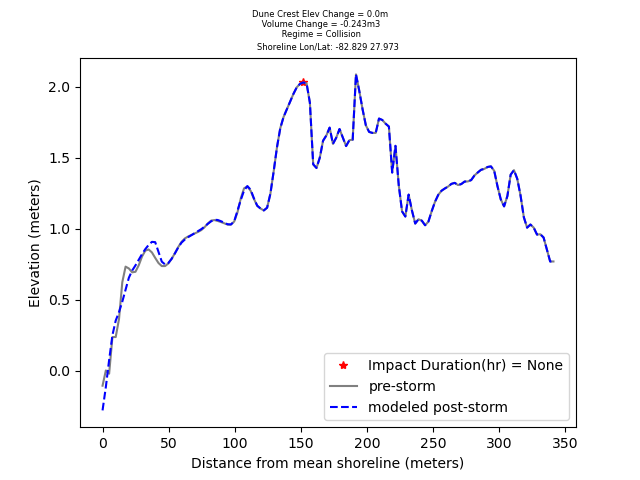 Dune Crest Elev Change = 0.0m
Volume Change = -0.243m3
Regime = Collision
Shoreline Lon/Lat: -82.829 27.973
2.0
1.5
1.0
0.5
0.0
Elevation (meters)
Impact Duration(hr) = None
pre-storm
modeled post-storm
0 50 100 150 200 250 300 350
Distance from mean shoreline (meters)